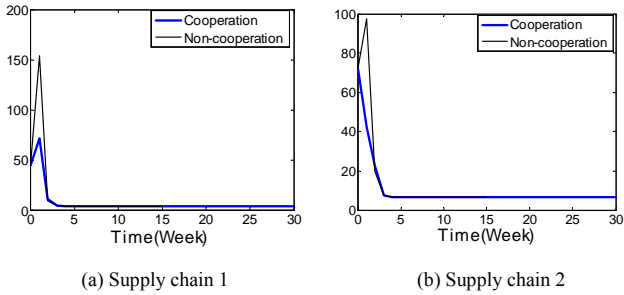 200
150
100
50
0
0 5 10 15 20 25 30
Time(Week)
Cooperation
Non-cooperation
(a) Supply chain 1
100
80
60
40
20
0
0 5 10 15 20 25 30
Time(Week)
Cooperation
Non-cooperation
(b) Supply chain 2